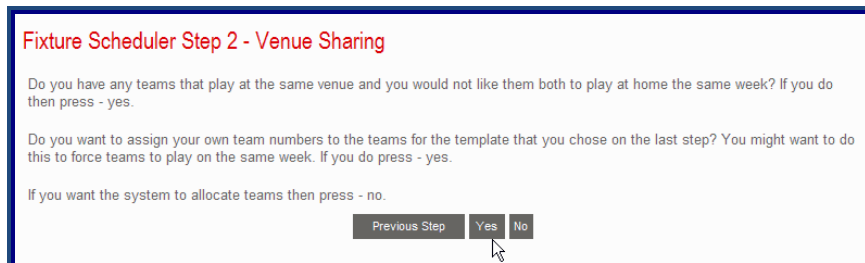 Fixture Scheduler Step 2 - Venue Sharing
Do you have any teams that play at the same venue and you would not like them both to play at home the same week? If you do
then press - yes.
Do you want to assign your own team numbers to the teams for the template that you chose on the last step? You might want to do
this to force teams to play on the same week. If you do press - yes.
If you want the system to allocate teams then press - no.
Previous Step Yes No